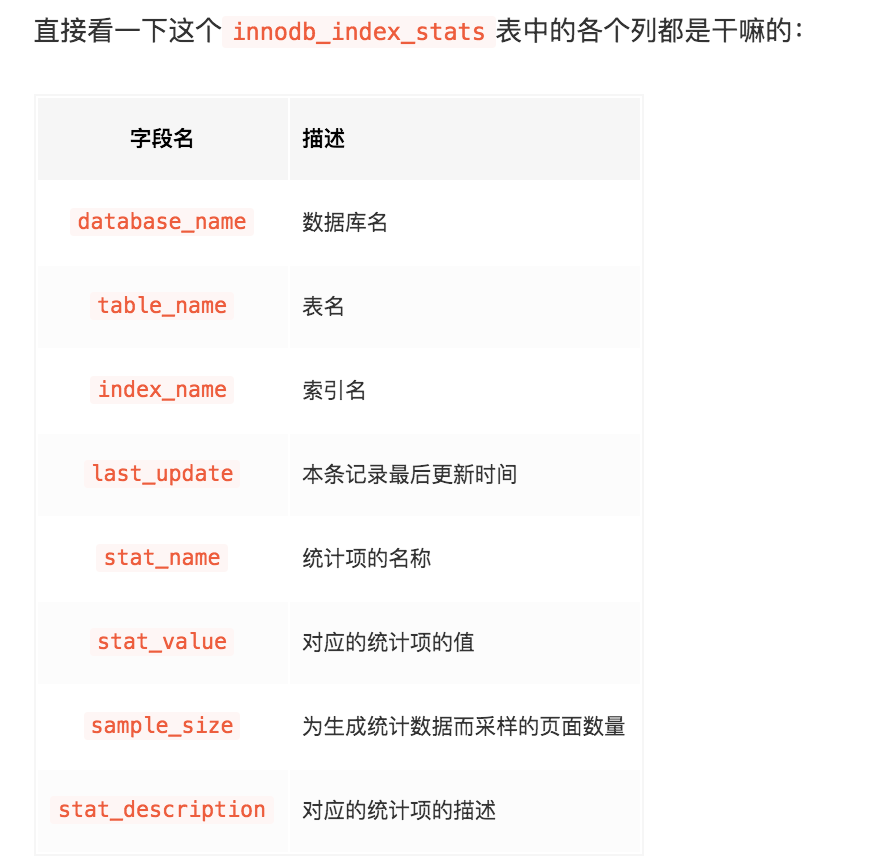 直接看一下这个 innodb_index_stats 表中的各个列都是干嘛的：
字段名 描述
database_name 数据库名
table_name 表名
index_name 索引名
last_update 本条记录最后更新时间
stat_name 统计项的名称
stat_value 对应的统计项的值
sample_size 为生成统计数据而采样的页面数量
stat_description 对应的统计项的描述